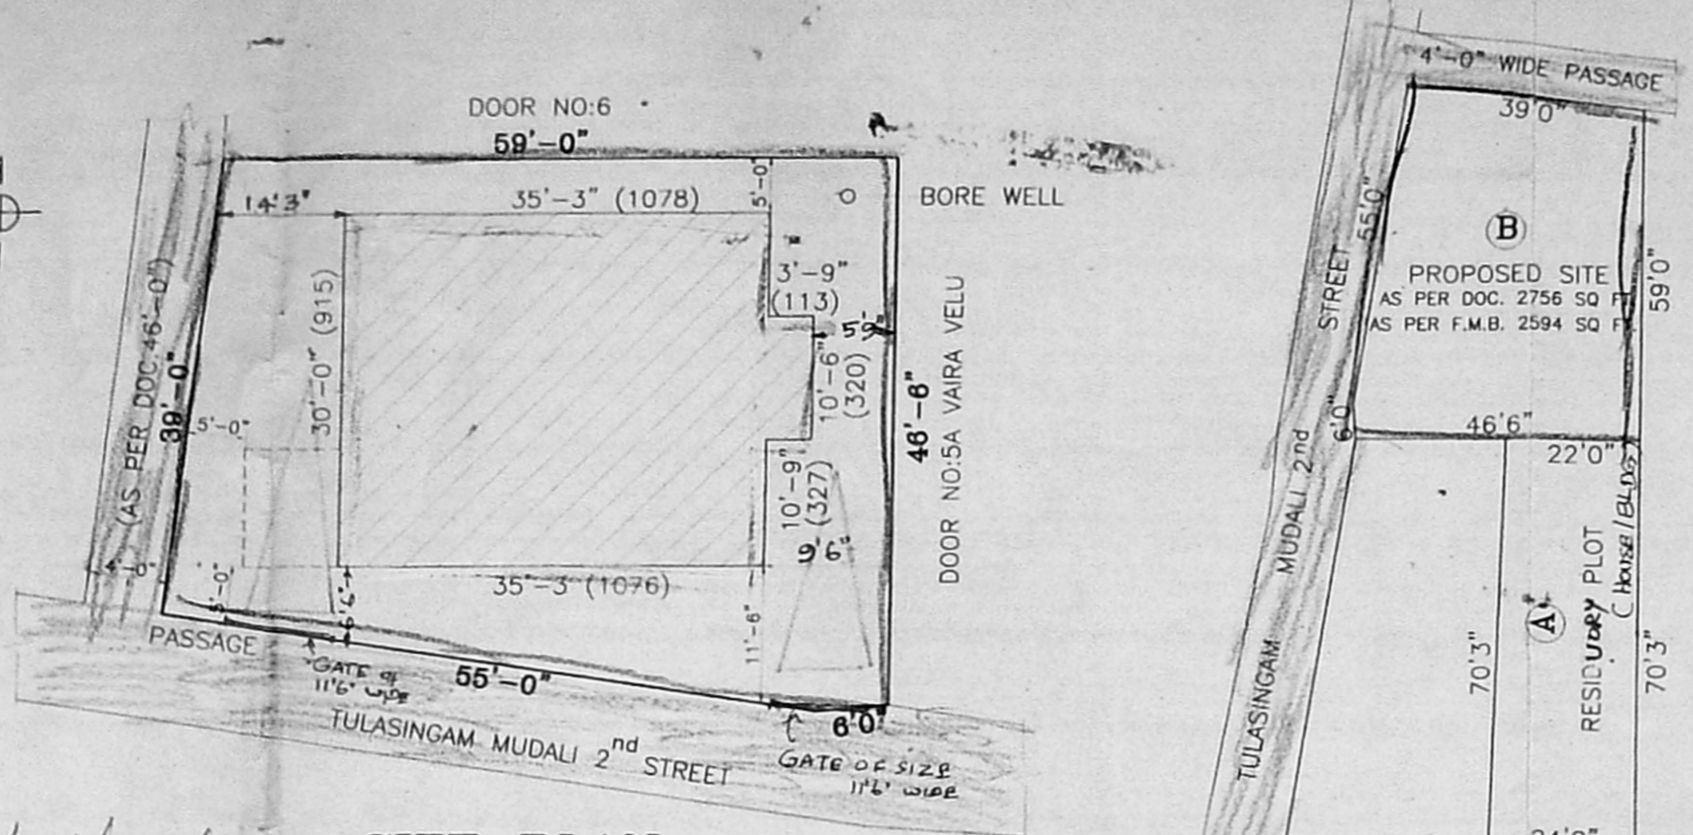 DOOR NO:6
59'-0"
14'3"
35'-3" (1078)
5'-0"
BORE WELL
3'-9"
(113)
5'9"
10'-6"
(320)
30'-0" (915)
(AS PER DOC.46'-0")
39'-0"
5'-0"
46'-6"
DOOR NO:5A VAIRA VELU
10'-9"
(327)
9'6"
35'-3" (1076)
5'-0"
6'6"
11'-6"
PASSAGE
GATE OF
11'6" WIDE
55'-0"
6'0"
TULASINGAM MUDALI 2nd STREET
GATE OF SIZE
11'6" WIDE
4'-0" WIDE PASSAGE
39'0"
55'0"
B
PROPOSED SITE
AS PER DOC. 2756 SQ FT.
AS PER F.M.B. 2594 SQ FT.
59'0"
6'0"
46'6"
22'0"
TULASINGAM MUDALI 2nd STREET
A
RESIDUORY PLOT
(House/BLDNG)
70'3"
70'3"